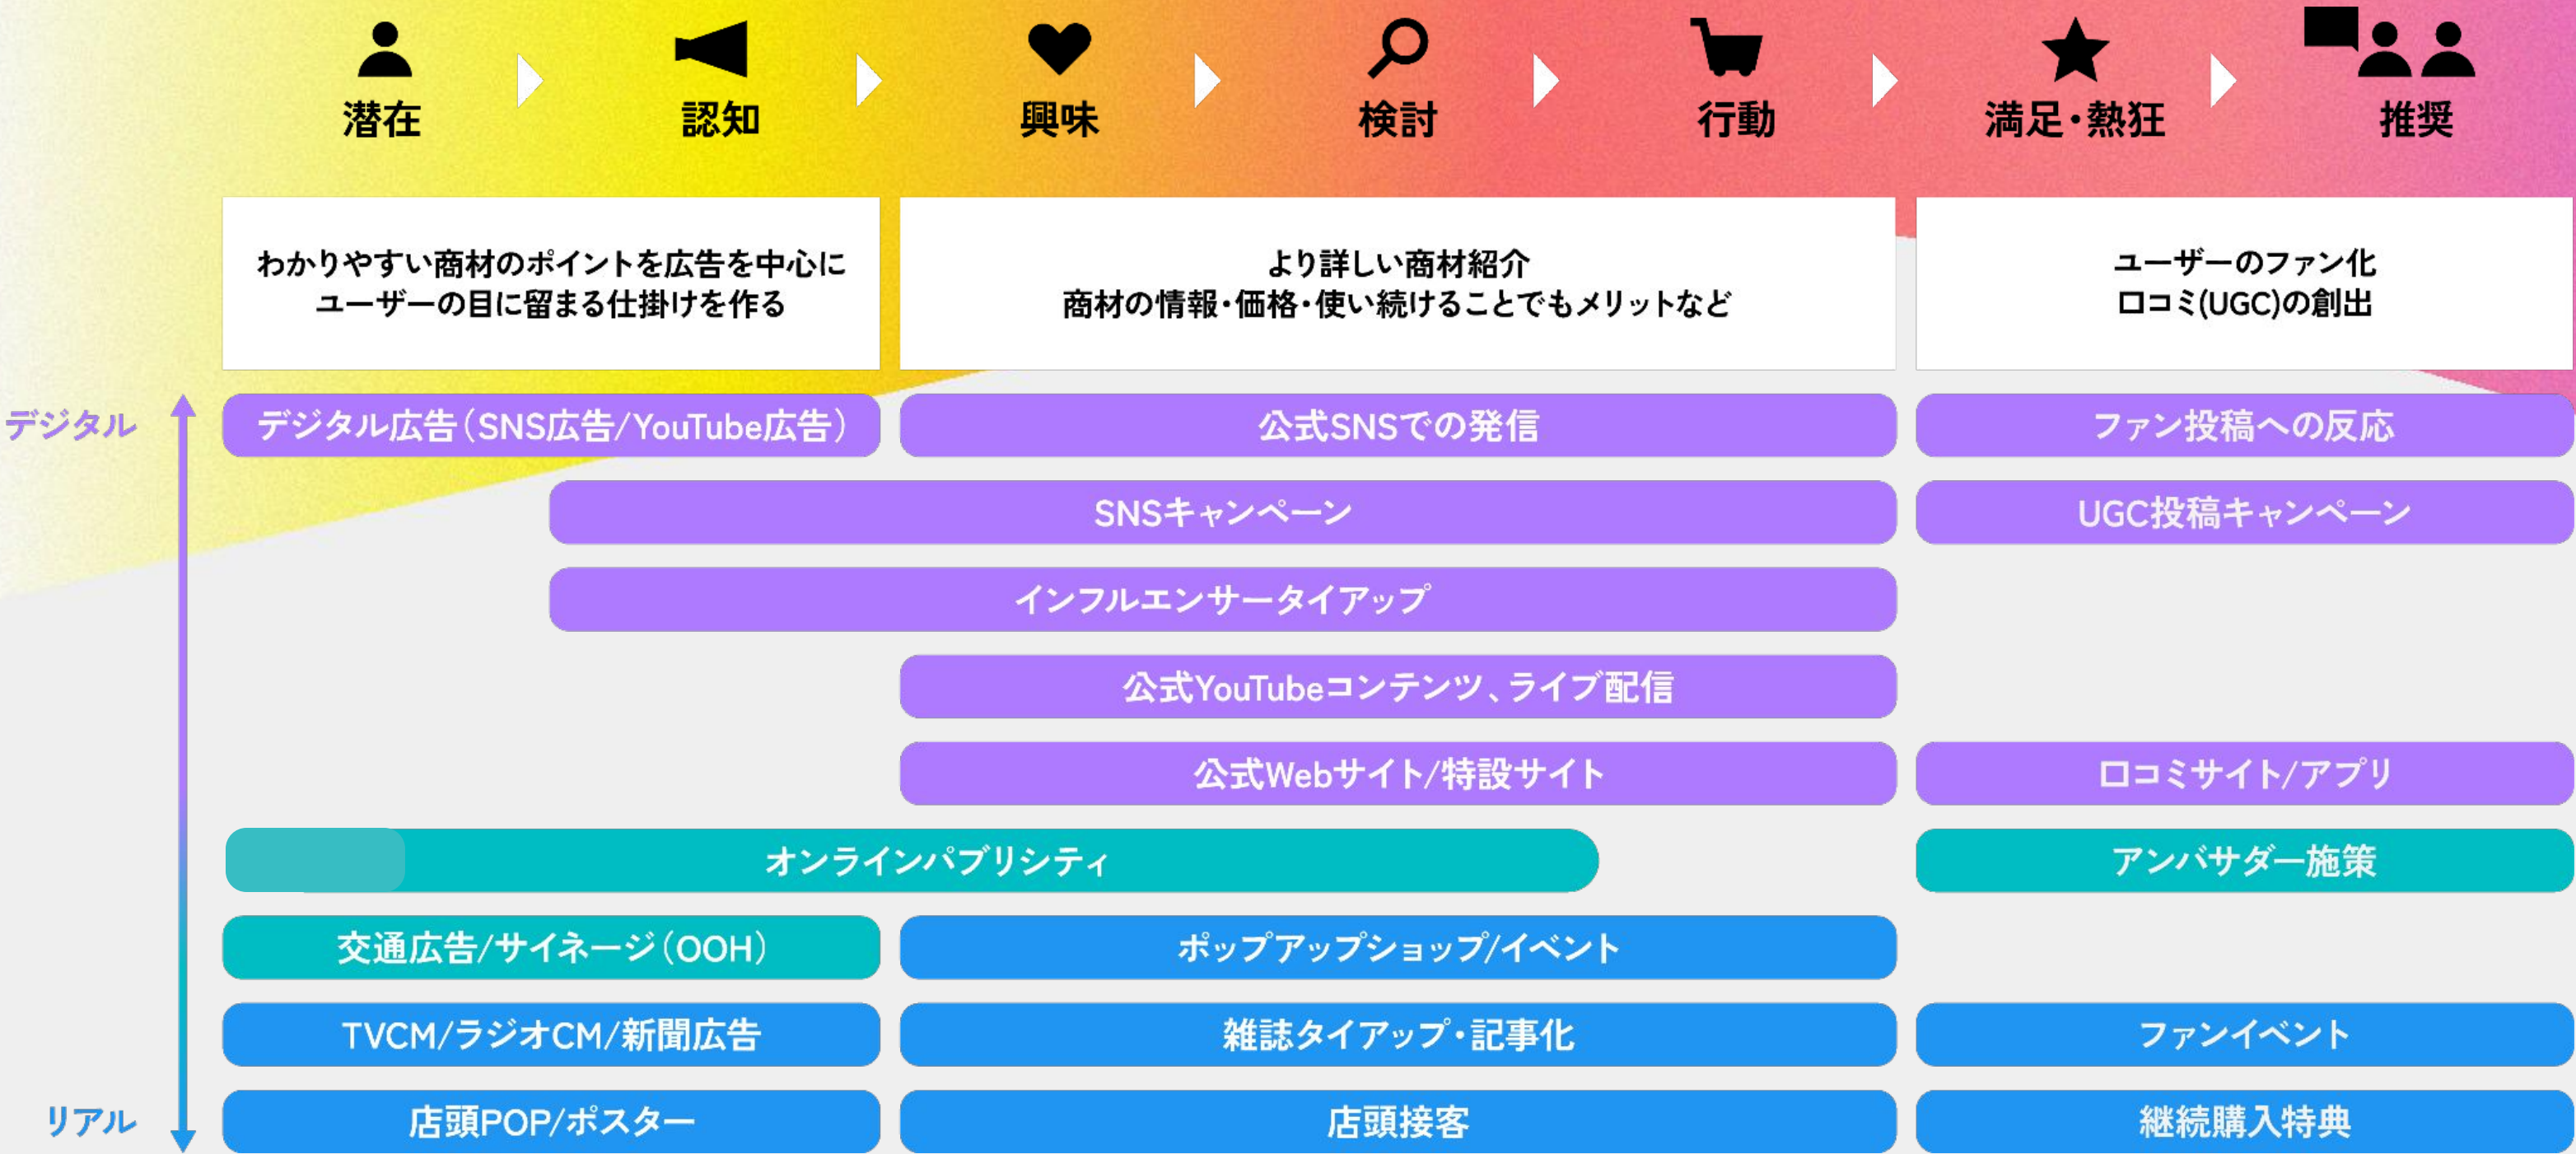 潜在
認知
興味
検討
行動
満足・熱狂
推奨
わかりやすい商材のポイントを広告を中心に
ユーザーの目に留まる仕掛けを作る
より詳しい商材紹介
商材の情報・価格・使い続けることでもメリットなど
ユーザーのファン化
口コミ(UGC)の創出
デジタル
デジタル広告（SNS広告/YouTube広告）
公式SNSでの発信
ファン投稿への反応
SNSキャンペーン
UGC投稿キャンペーン
インフルエンサータイアップ
公式YouTubeコンテンツ、ライブ配信
公式Webサイト/特設サイト
口コミサイト/アプリ
オンラインパブリシティ
アンバサダー施策
交通広告/サイネージ（OOH）
ポップアップショップ/イベント
TVCM/ラジオCM/新聞広告
雑誌タイアップ・記事化
ファンイベント
リアル
店頭POP/ポスター
店頭接客
継続購入特典